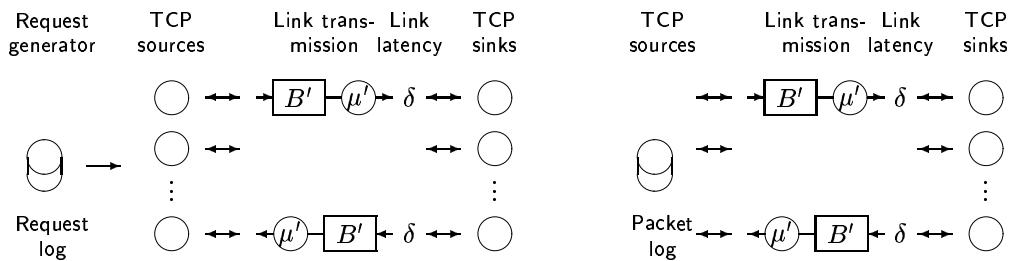 Request
generator
TCP
sources
Link trans-
mission
Link
latency
TCP
sinks
B′ μ′ δ
⋮ ⋮
Request
log
μ′ B′ δ
TCP
sources
Link trans-
mission
Link
latency
TCP
sinks
B′ μ′ δ
⋮
Packet
log
μ′ B′ δ